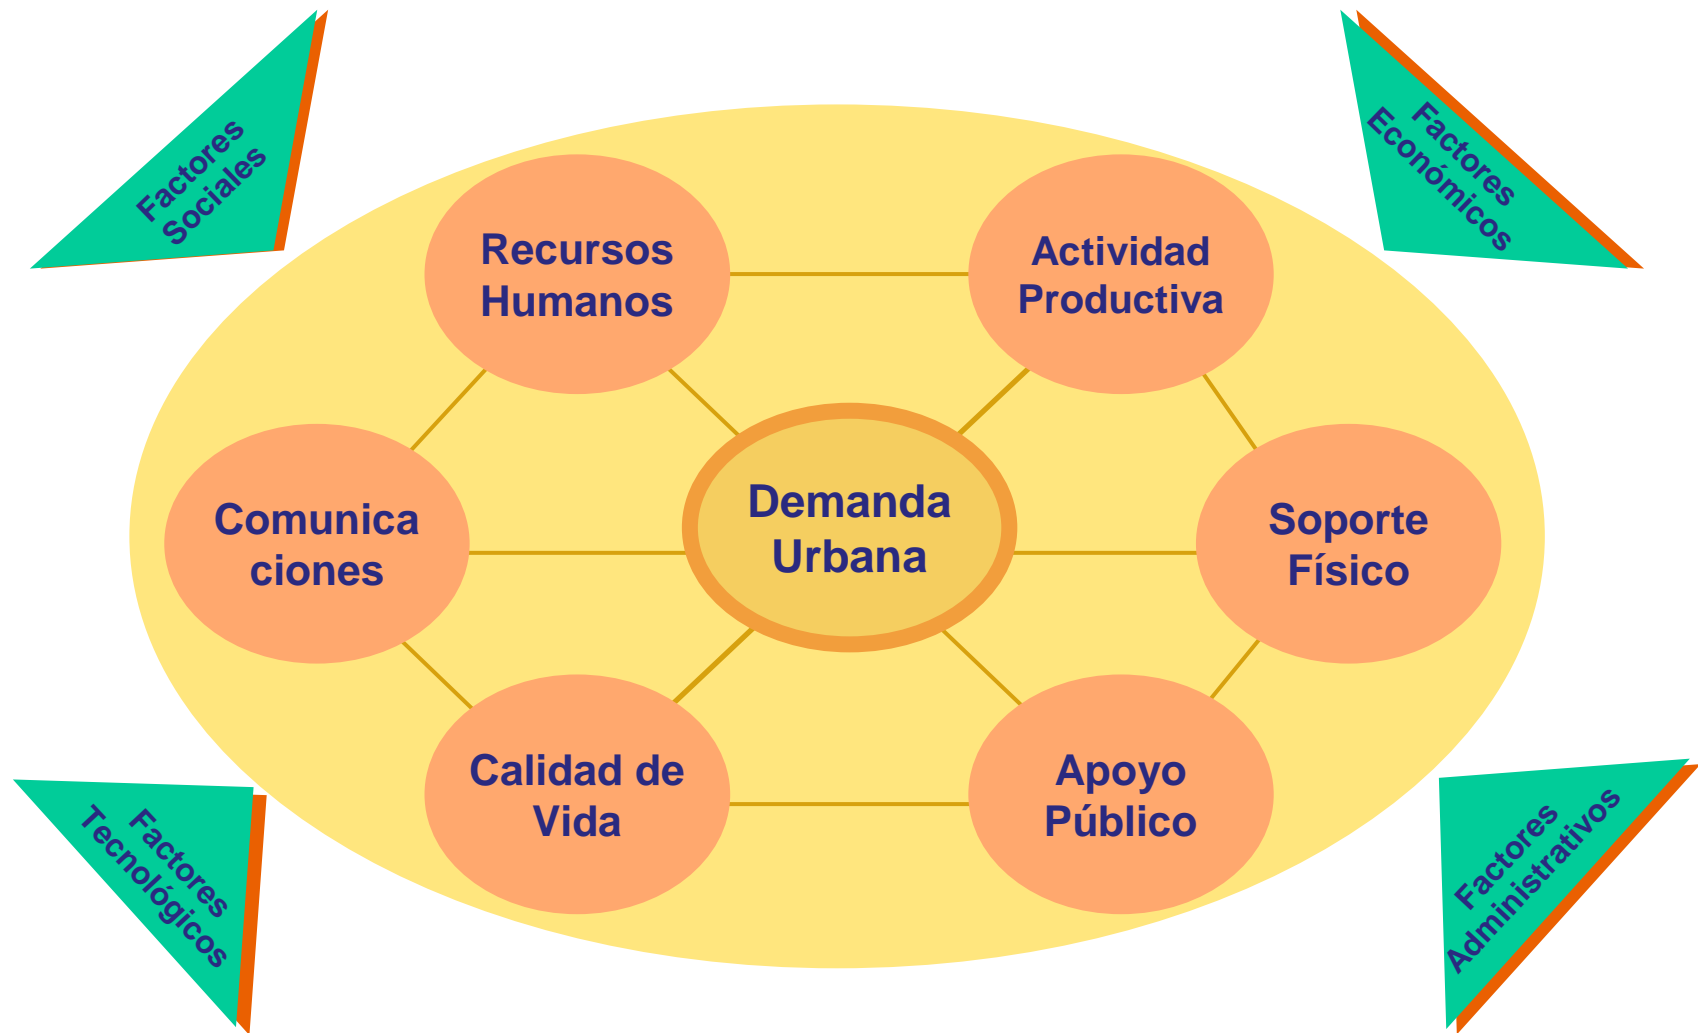 Factores
Sociales
Factores
Económicos
Recursos
Humanos
Actividad
Productiva
Comunica
ciones
Demanda
Urbana
Soporte
Físico
Calidad de
Vida
Apoyo
Público
Factores
Tecnológicos
Factores
Administrativos